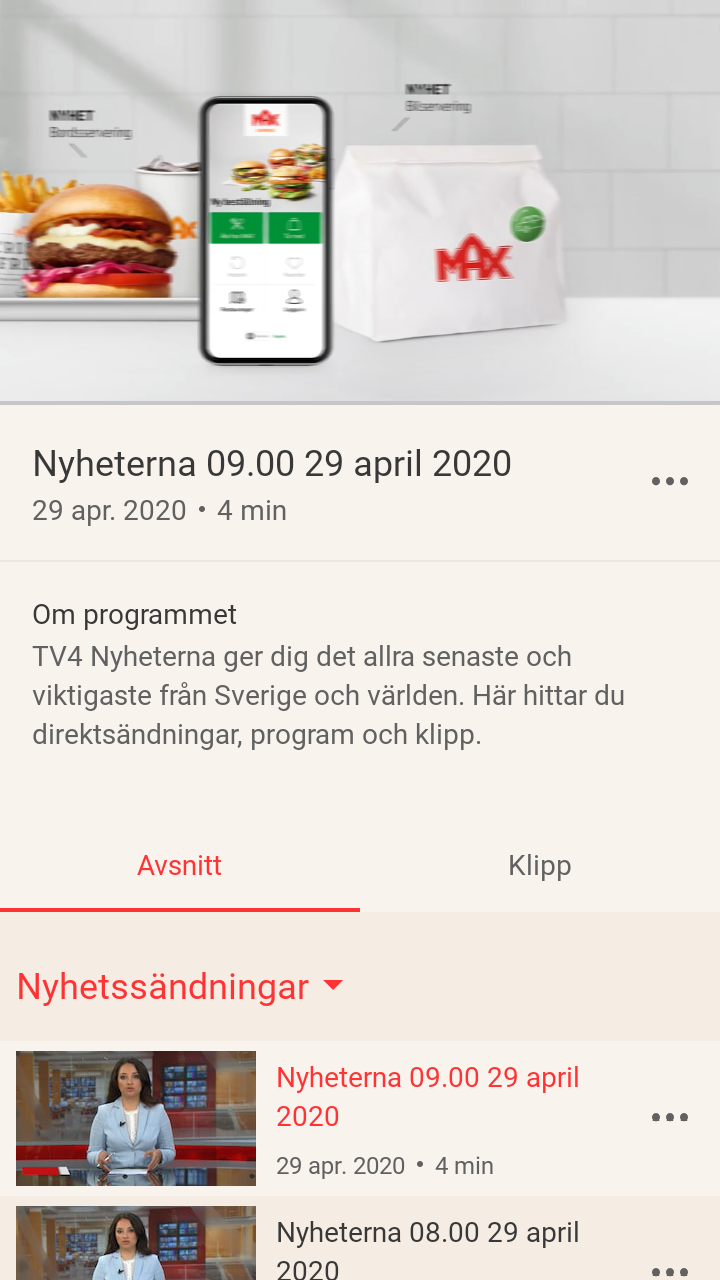 NYHET
Bilservering
NYHET
Bordsservering
MAX
Ny beställning
MAX
Nyheterna 09.00 29 april 2020
29 apr. 2020 • 4 min
Om programmet
TV4 Nyheterna ger dig det allra senaste och
viktigaste från Sverige och världen. Här hittar du
direktsändningar, program och klipp.
Avsnitt
Klipp
Nyhetssändningar
Nyheterna 09.00 29 april
2020
29 apr. 2020 • 4 min
Nyheterna 08.00 29 april
2020